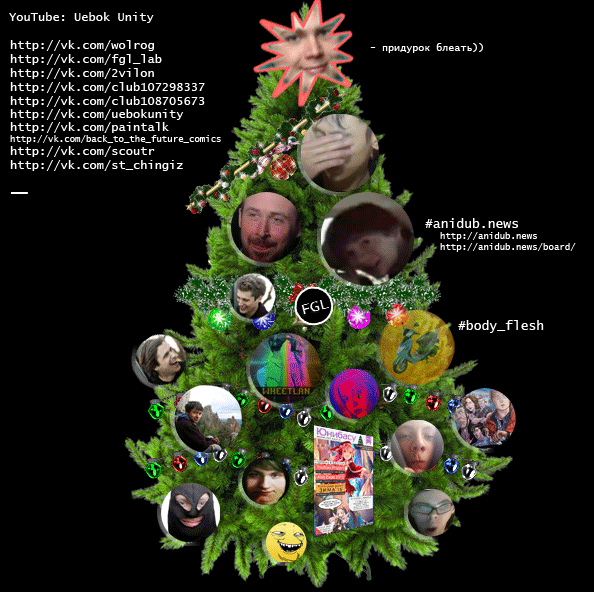 YouTube: Uebok Unity
http://vk.com/wolrog
http://vk.com/fgl_lab
http://vk.com/2vilon
http://vk.com/club107298337
http://vk.com/club108705673
http://vk.com/uebokunity
http://vk.com/paintalk
http://vk.com/back_to_the_future_comics
http://vk.com/scoutr
http://vk.com/st_chingiz
—
- придурок блеать))
#anidub.news
http://anidub.news
http://anidub.news/board/
FGL
#body_flesh
WHEETLAN
Юнибасу